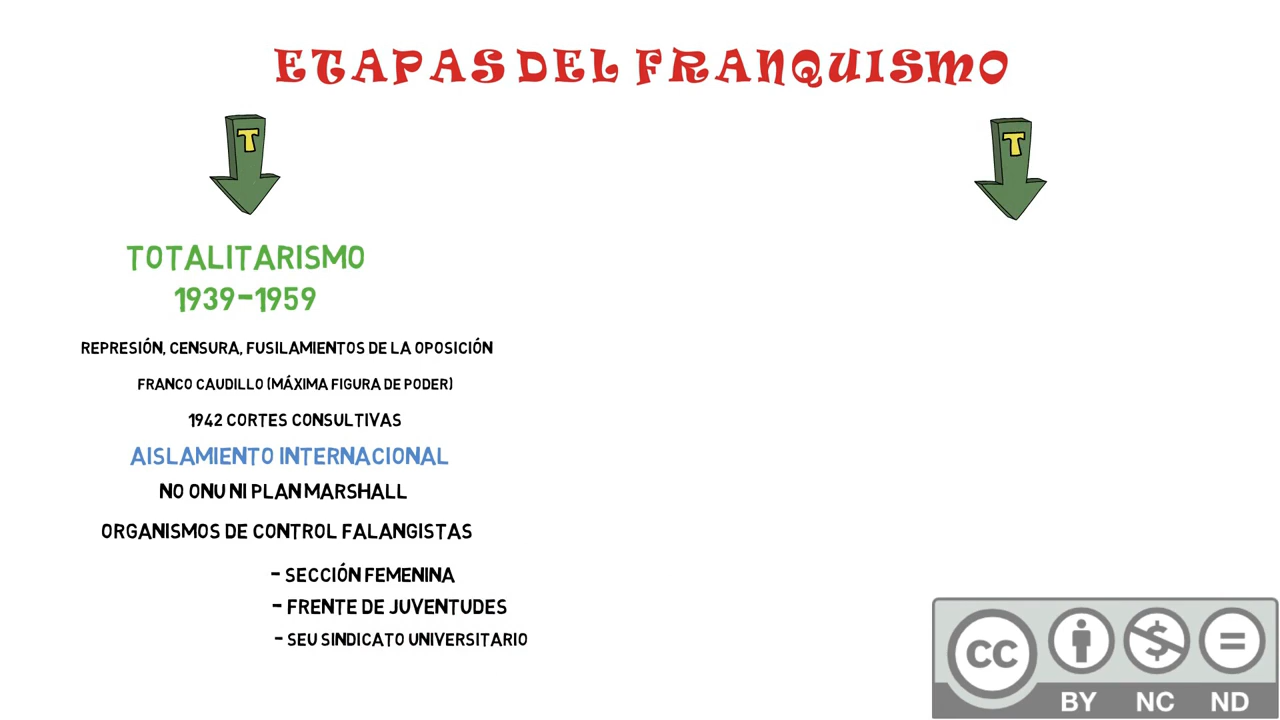 ETAPAS DEL FRANQUISMO
T
T
TOTALITARISMO
1939-1959
REPRESIÓN, CENSURA, FUSILAMIENTOS DE LA OPOSICIÓN
FRANCO CAUDILLO (MÁXIMA FIGURA DE PODER)
1942 CORTES CONSULTIVAS
AISLAMIENTO INTERNACIONAL
NO ONU NI PLAN MARSHALL
ORGANISMOS DE CONTROL FALANGISTAS
- SECCIÓN FEMENINA
- FRENTE DE JUVENTUDES
- SEU SINDICATO UNIVERSITARIO
CC
BY NC ND